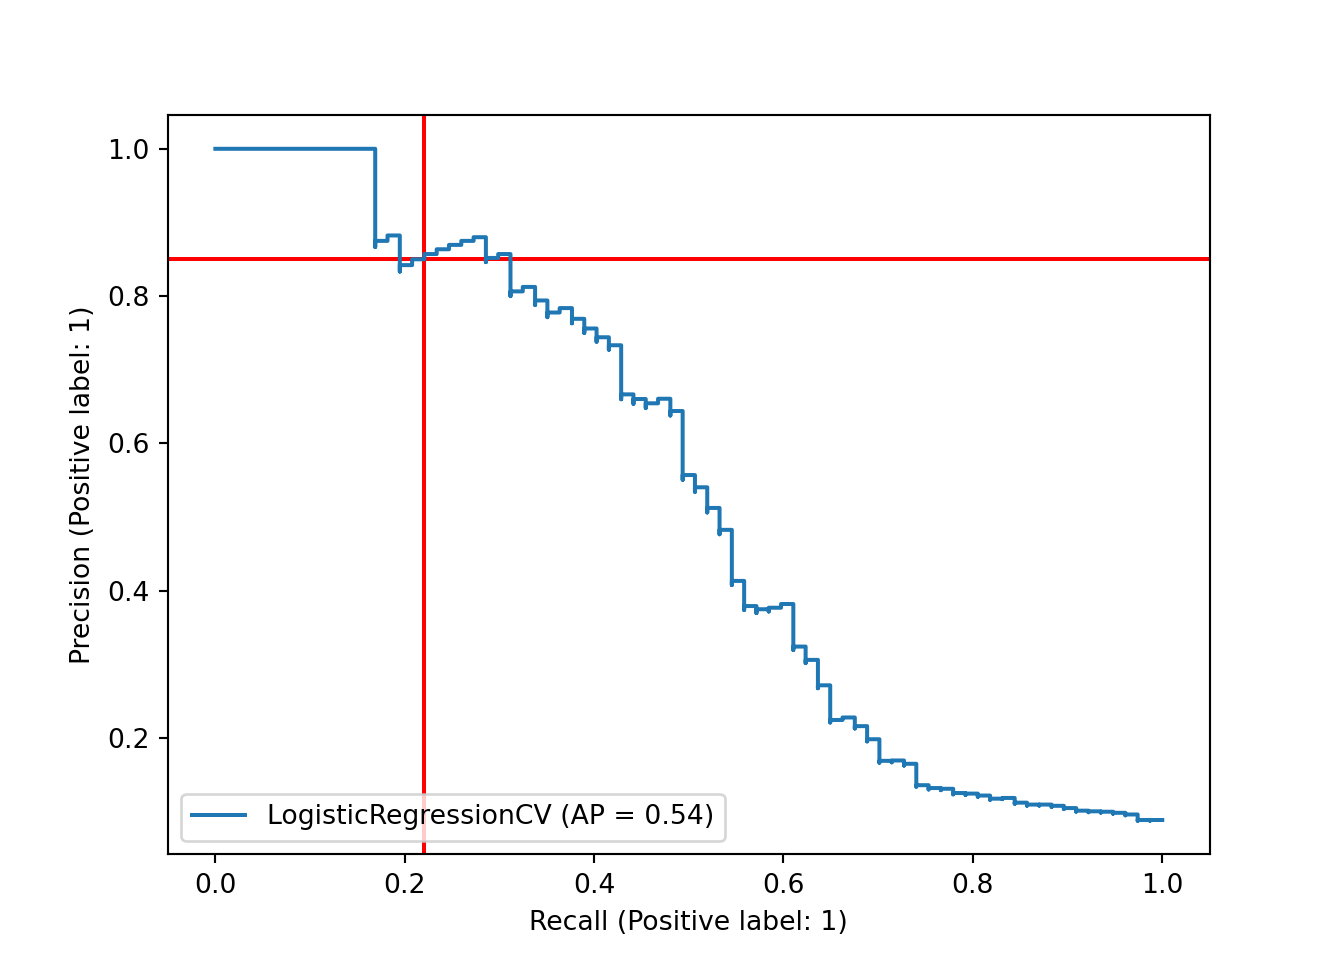 1.0
0.8
0.6
0.4
0.2
Precision (Positive label: 1)
LogisticRegressionCV (AP = 0.54)
0.0 0.2 0.4 0.6 0.8 1.0
Recall (Positive label: 1)